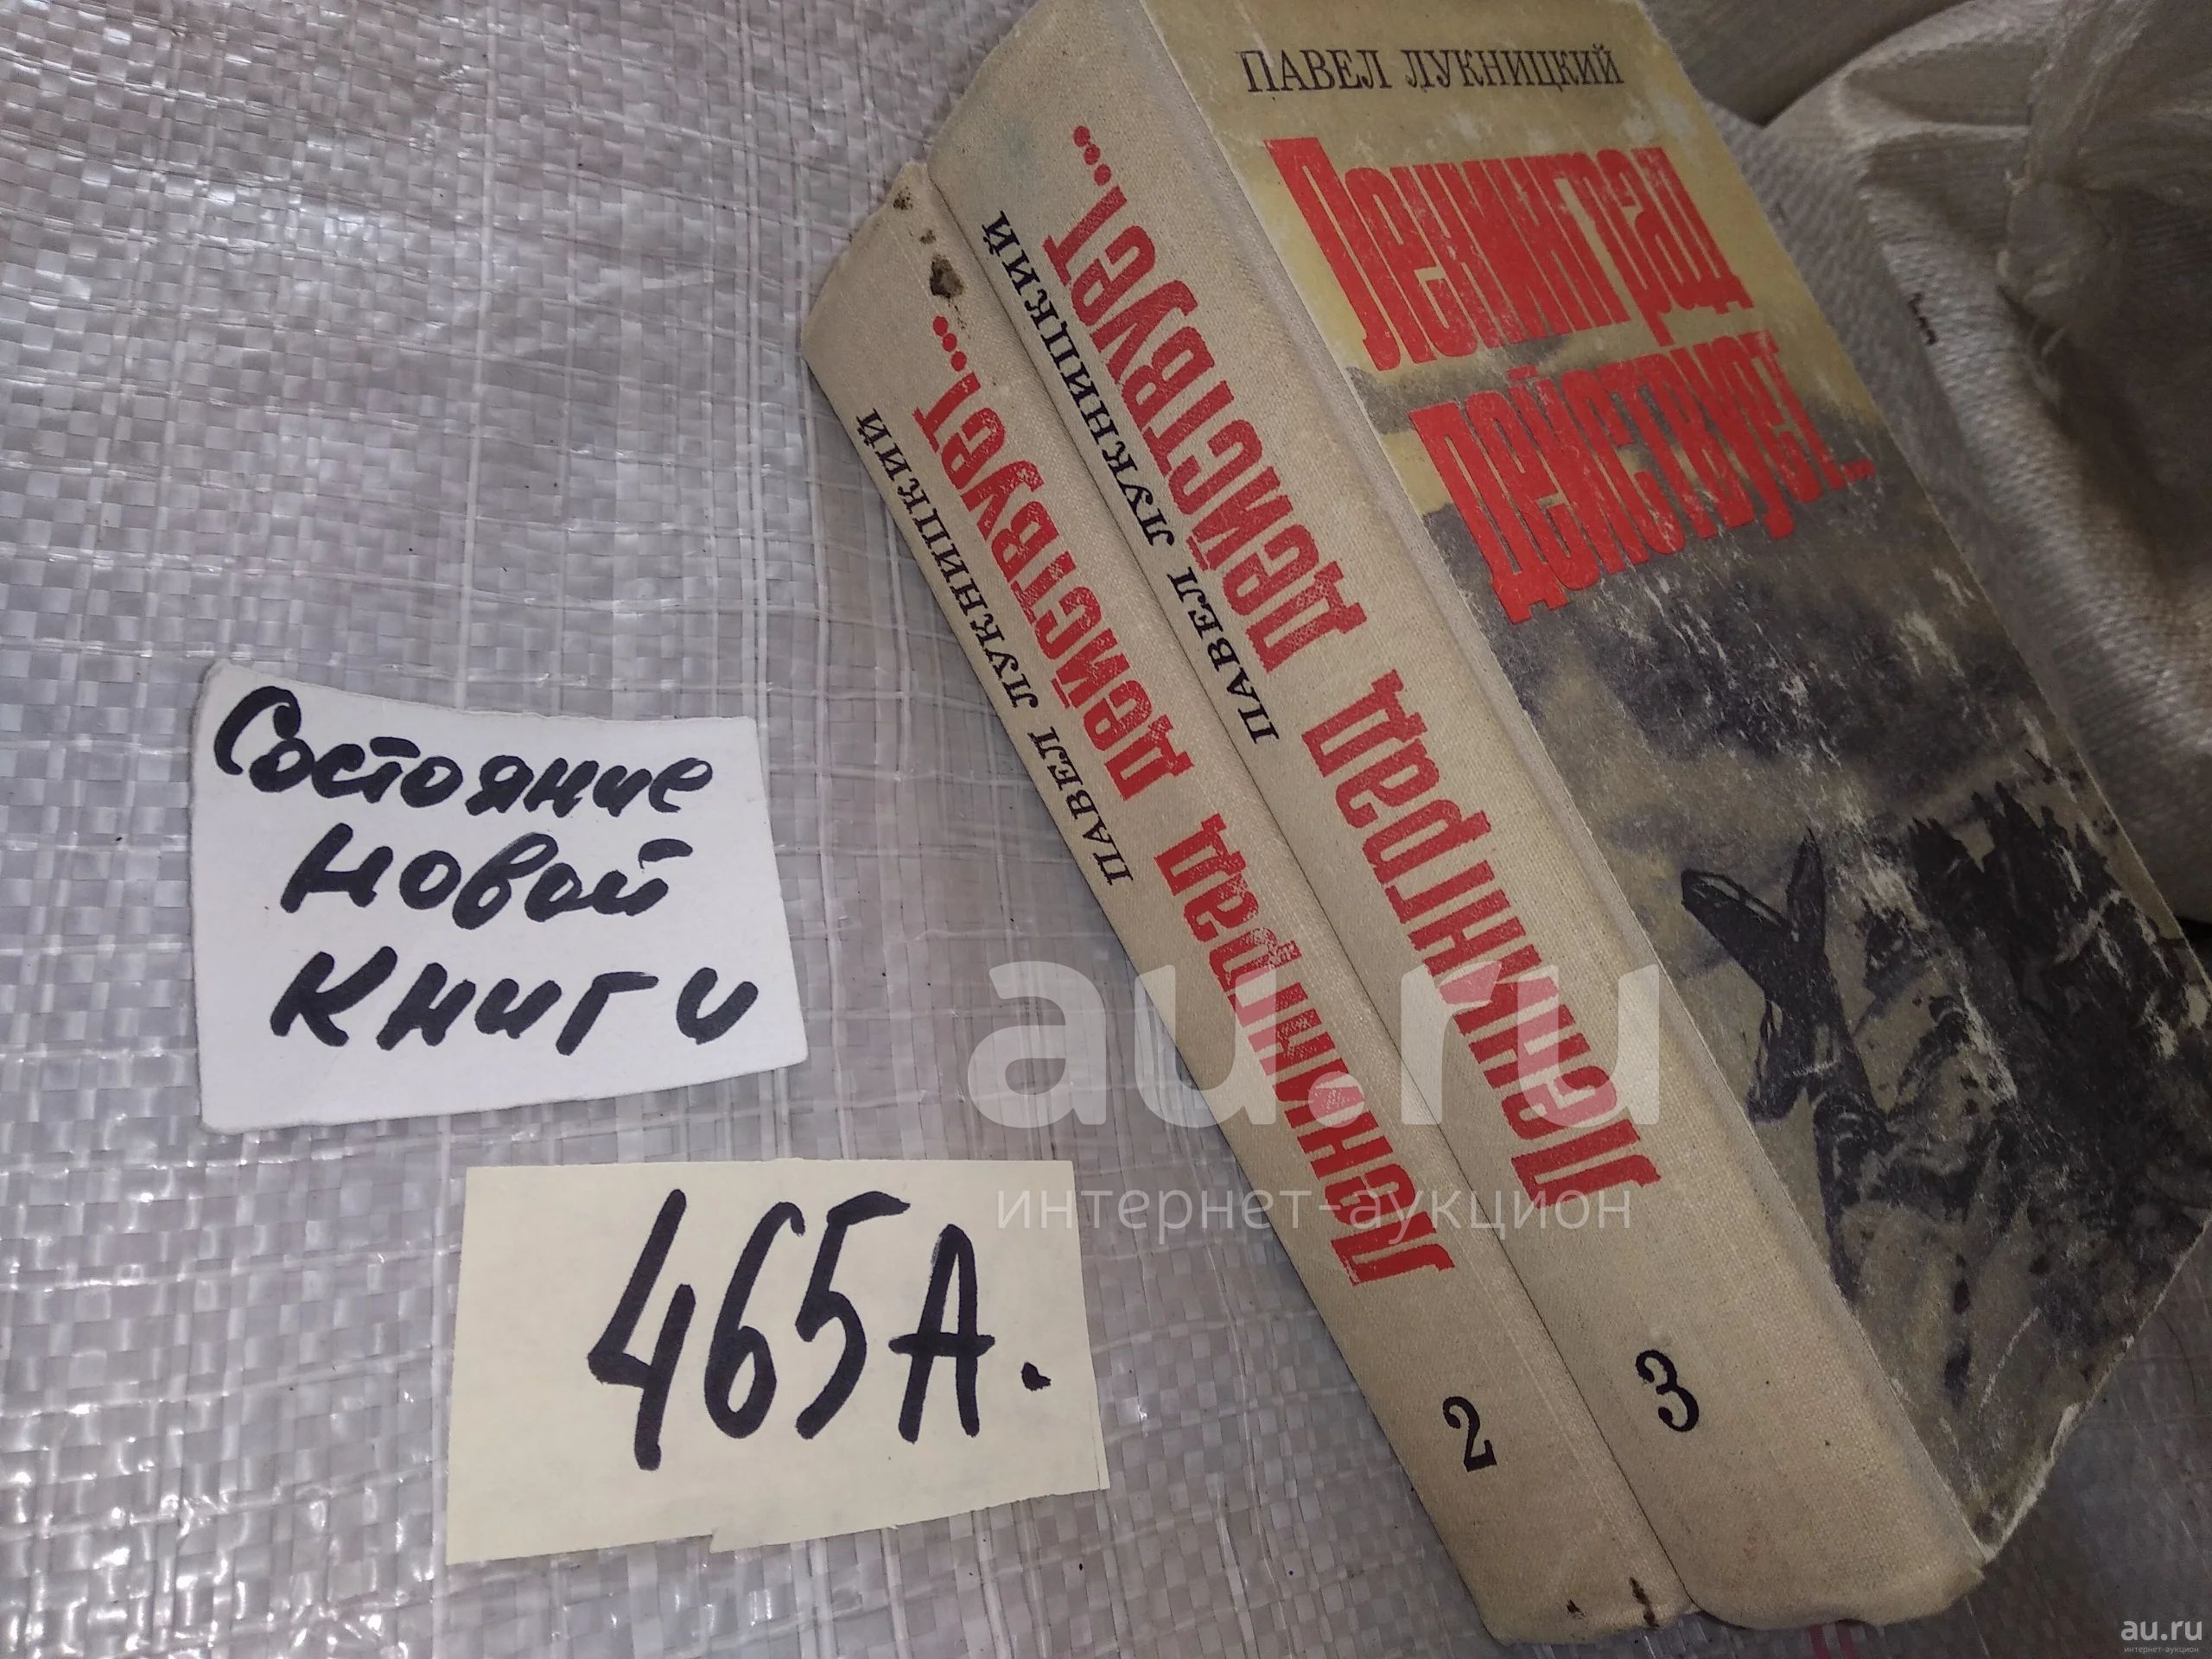 ПАВЕЛ ЛУКНИЦКИЙ
Ленинград
действует...
ПАВЕЛ ЛУКНИЦКИЙ
Ленинград действует...
3
ПАВЕЛ ЛУКНИЦКИЙ
Ленинград действует...
2
Состояние
новой
книги
465А.
au.ru
интернет-аукцион
au.ru
интернет-аукцион